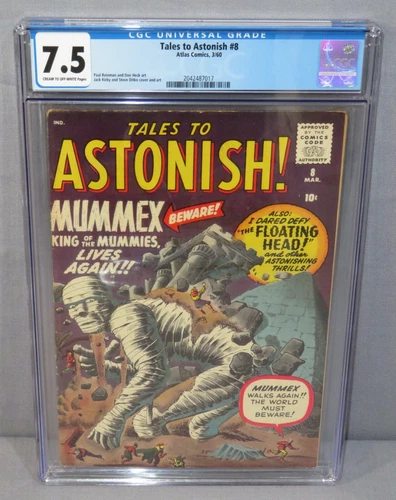 CGC UNIVERSAL GRADE
7.5
CREAM TO OFF-WHITE Pages
Tales to Astonish #8
Atlas Comics, 3/60
Paul Reinman and Don Heck art
Jack Kirby and Steve Ditko cover and art
2042487017
IND.
TALES TO
ASTONISH!
APPROVED
BY THE
COMICS
CODE
AUTHORITY
8
MAR.
10¢
MUMMEX
KING OF THE MUMMIES,
LIVES
AGAIN!!
BEWARE!
ALSO:
I DARED DEFY
"THE FLOATING
HEAD!"
and other
ASTONISHING
THRILLS!
MUMMEX
WALKS AGAIN!!
THE WORLD
MUST
BEWARE!